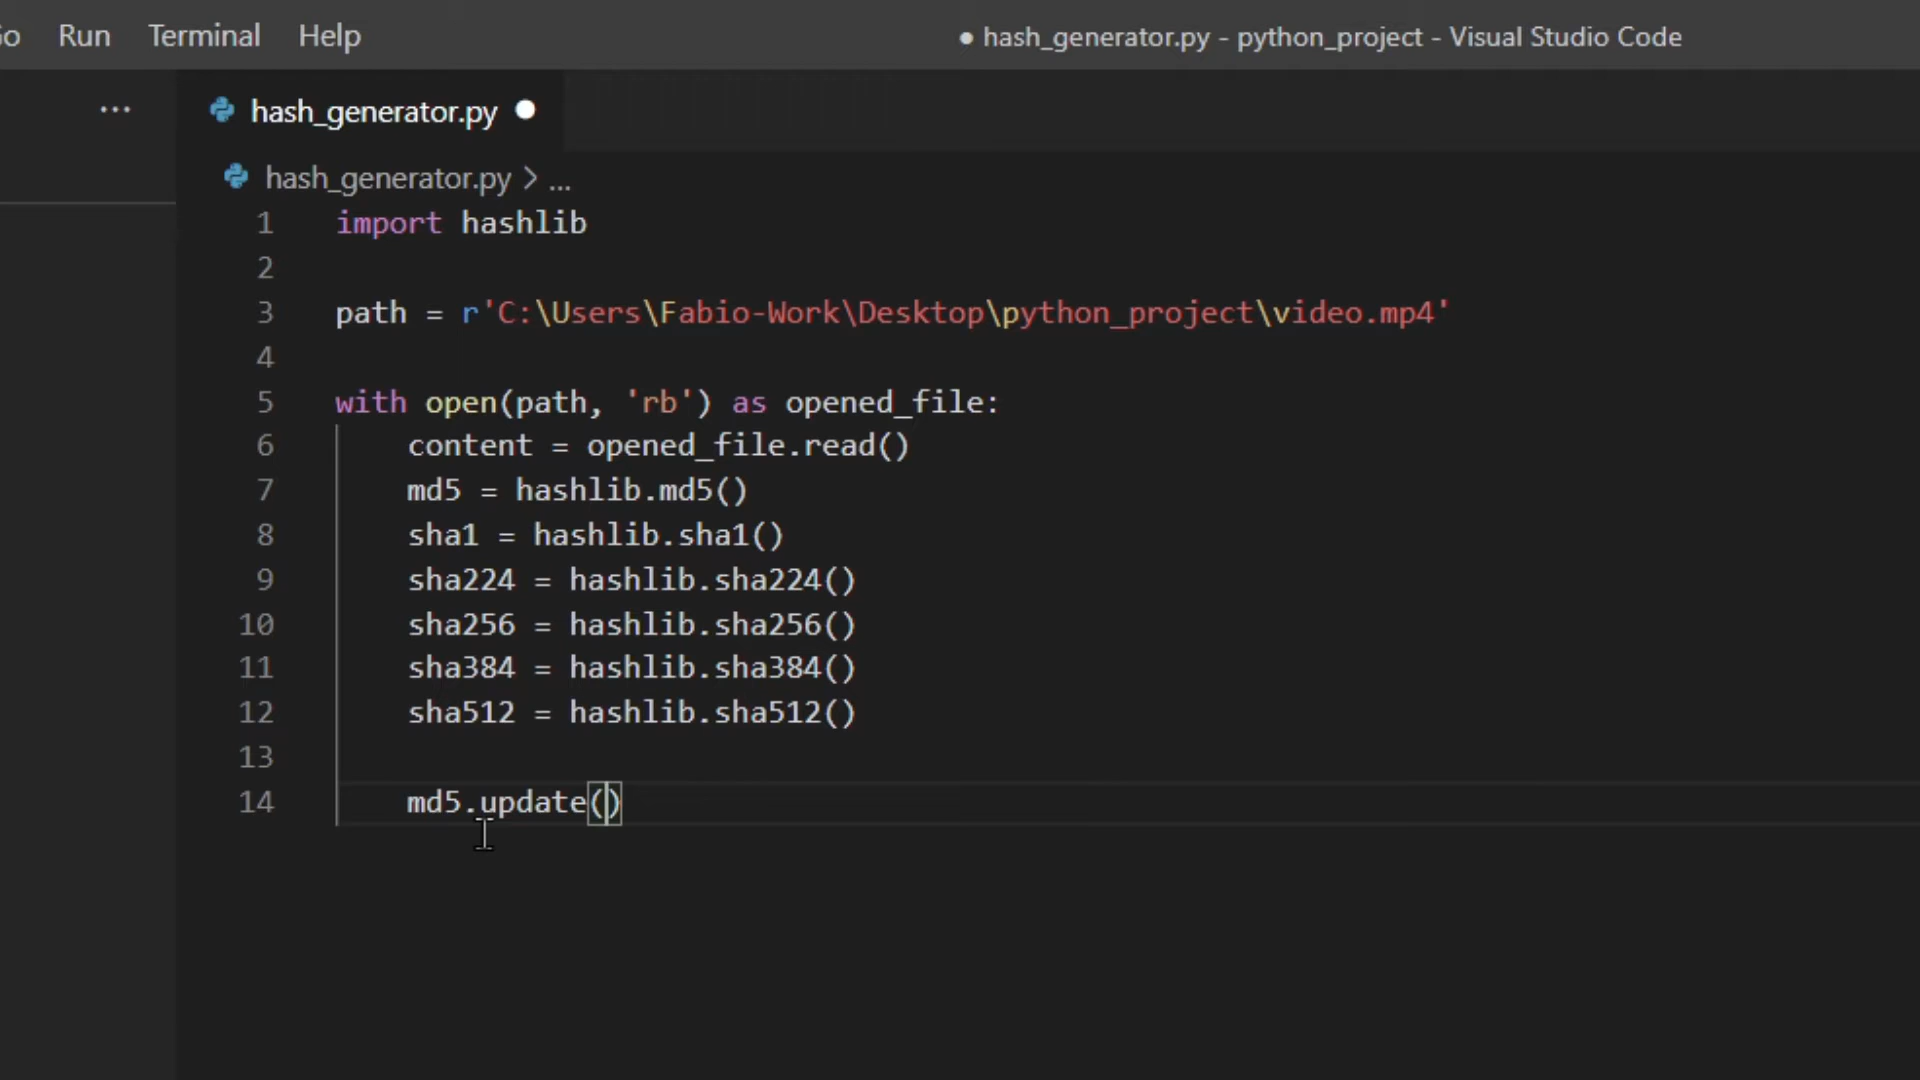 Run Terminal Help
● hash_generator.py - python_project - Visual Studio Code
...
hash_generator.py ●
hash_generator.py > ...
1 import hashlib
2
3 path = r'C:\Users\Fabio-Work\Desktop\python_project\video.mp4'
4
5 with open(path, 'rb') as opened_file:
6     content = opened_file.read()
7     md5 = hashlib.md5()
8     sha1 = hashlib.sha1()
9     sha224 = hashlib.sha224()
10     sha256 = hashlib.sha256()
11     sha384 = hashlib.sha384()
12     sha512 = hashlib.sha512()
13
14     md5.update()